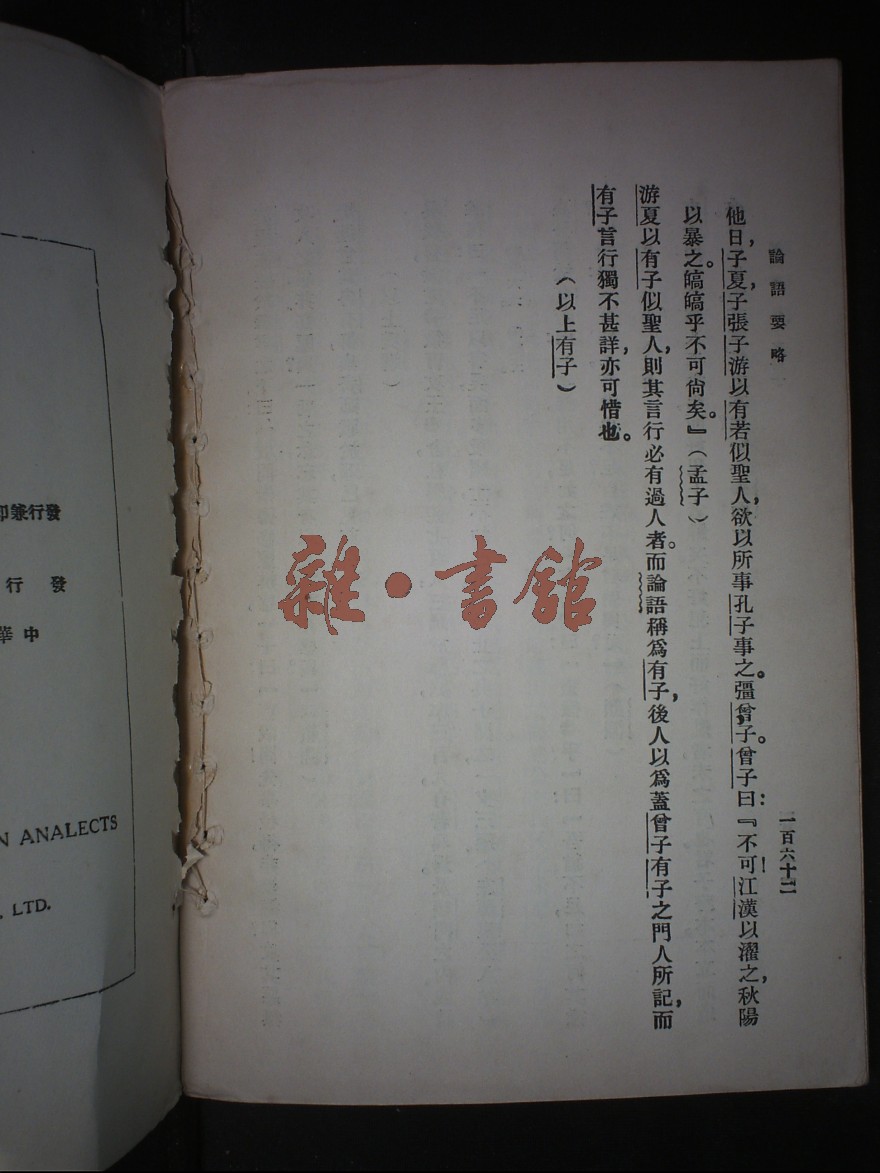 論語要略
一百六十二
他日，子夏，子張子游以有若似聖人，欲以所事孔子事之。彊曾子。曾子曰：『不可！江漢以濯之，秋陽
以暴之。皜皜乎不可尙矣。』（孟子）
游夏以有子似聖人，則其言行必有過人者。而論語稱爲有子，後人以爲蓋曾子有子之門人所記，而
有子言行獨不甚詳，亦可惜也。
（以上有子）
雜·書館
發行兼印
發行
中華
N ANALECTS
, LTD.